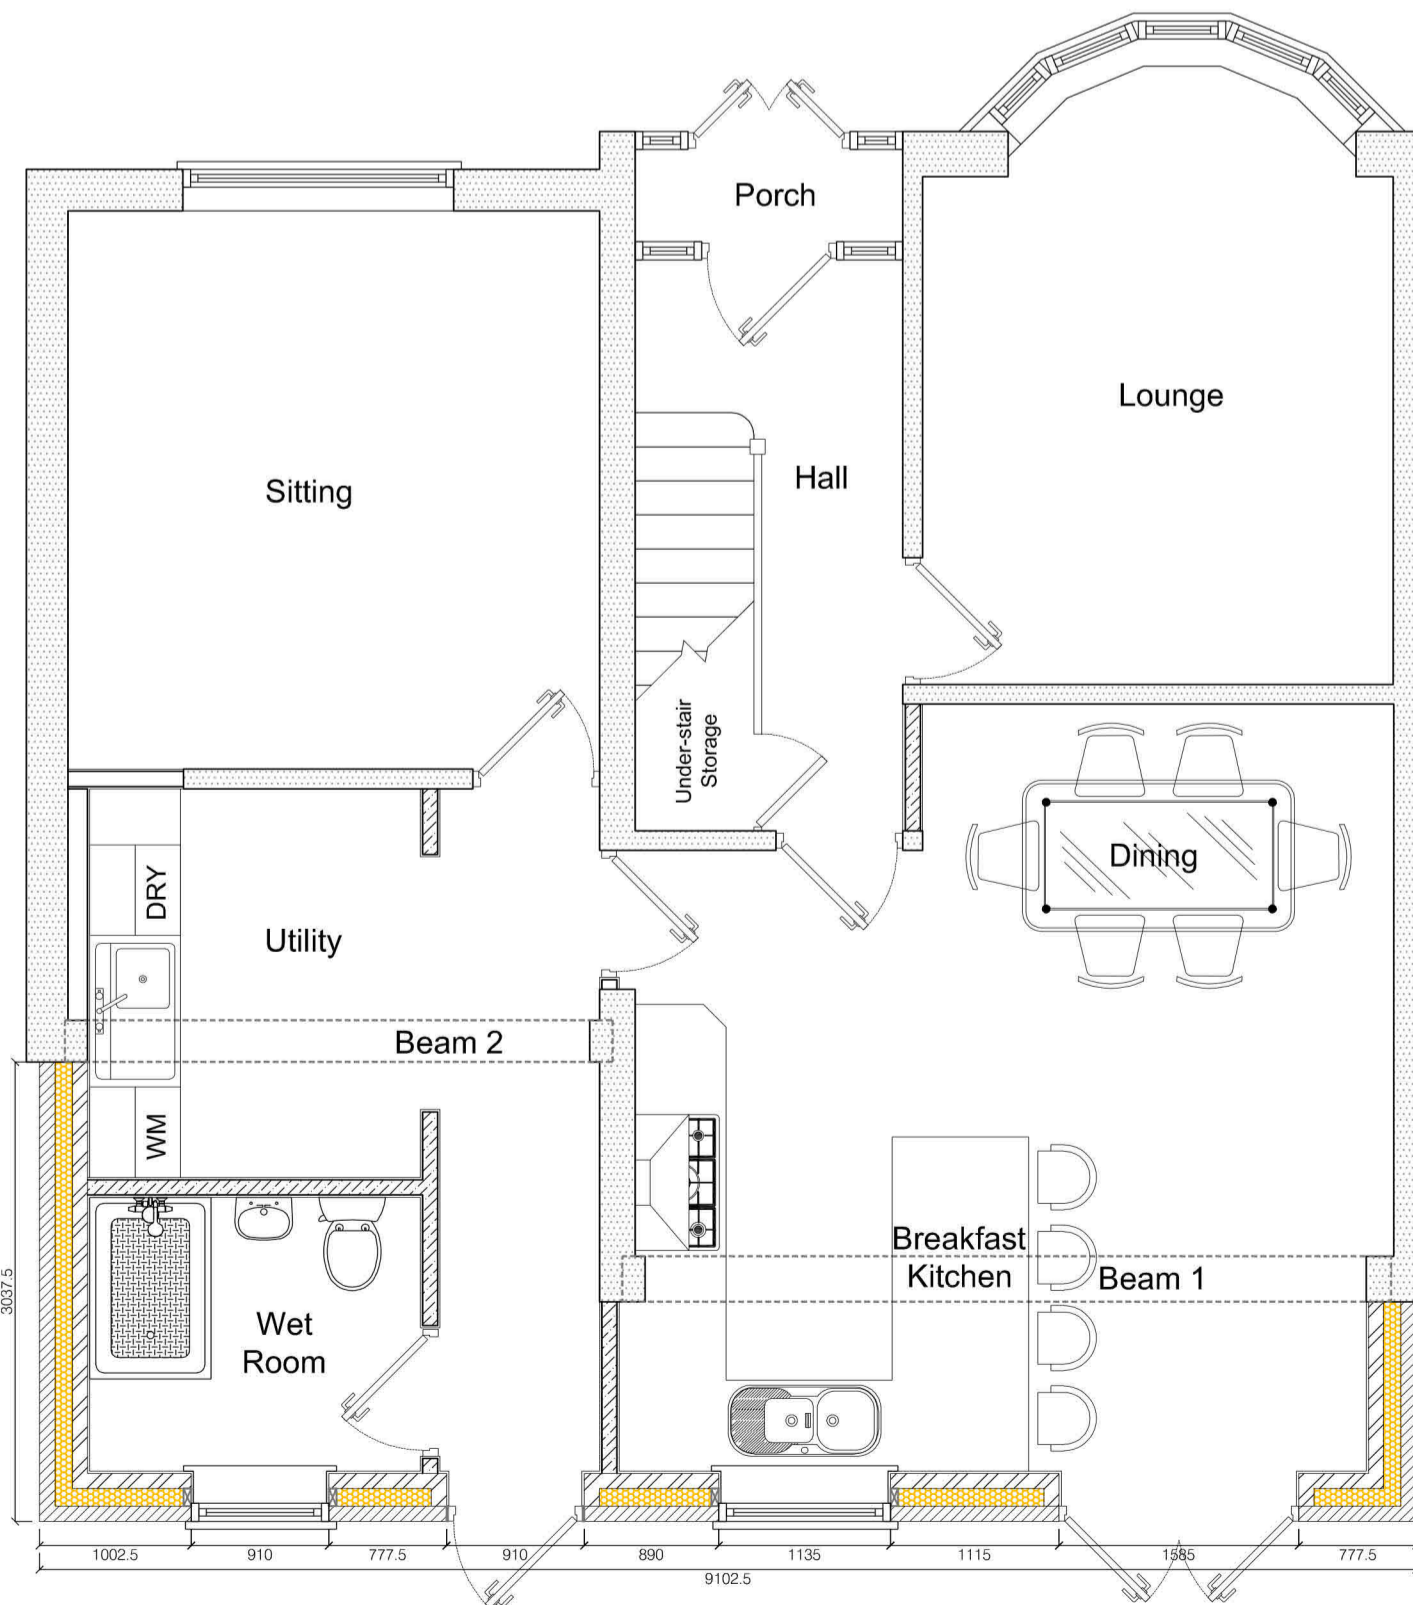 Porch
Lounge
Sitting
Hall
Under-stair
Storage
Dining
DRY
Utility
Beam 2
WM
Breakfast
Kitchen
Beam 1
3037.5
Wet
Room
1002.5 910 777.5 910 890 1135 1115 1585 777.5
9102.5